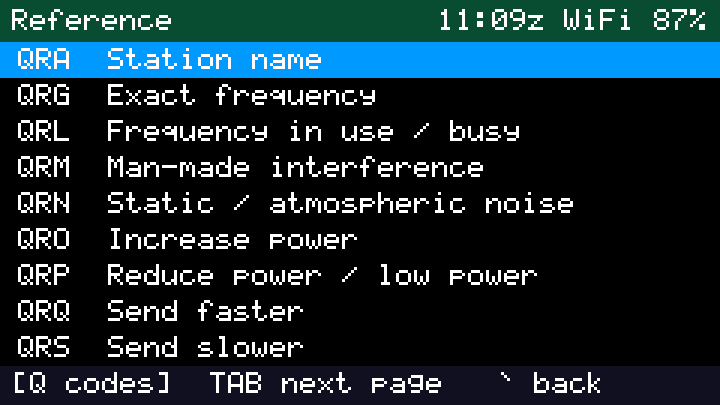 Reference 11:09z WiFi 87%
QRA Station name
QRG Exact frequency
QRL Frequency in use / busy
QRM Man-made interference
QRN Static / atmospheric noise
QRO Increase power
QRP Reduce power / low power
QRQ Send faster
QRS Send slower
[Q codes] TAB next page ` back